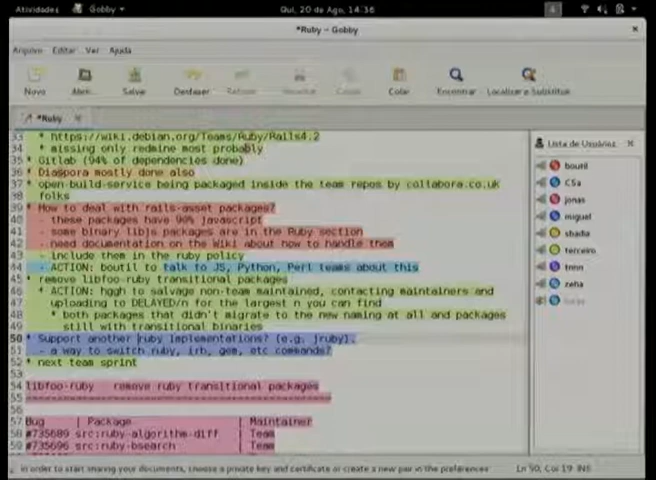 Atividades Gobby Qui, 20 de Ago, 14:36
*Ruby - Gobby
Arquivo Editar Ver Ajuda
Novo Abrir Salvar Desfazer Colar Encontrar Localizar e Substituir
*Ruby
Lista de Usuários
33 * https://wiki.debian.org/Teams/Ruby/Rails4.2
34 * missing only redmine most probably
35 * Gitlab (94% of dependencies done)
36 * Diaspora mostly done also
37 * open-build-service being packaged inside the team repos by collabora.co.uk
38 folks
39 * How to deal with rails-asset packages?
40 - these packages have 90% javascript
41 - some binary libjs packages are in the Ruby section
42 - need documentation on the Wiki about how to handle them
43 - include them in the ruby policy
44 - ACTION: boutil to talk to JS, Python, Perl teams about this
45 * remove libfoo-ruby transitional packages
46 * ACTION: hggh to salvage non-team maintained, contacting maintainers and
47 uploading to DELAYED/n for the largest n you can find
48 * both packages that didn't migrate to the new naming at all and packages
49 still with transitional binaries
50 * Support another ruby implementations? (e.g. jruby).
51 - a way to switch ruby, irb, gem, etc commands?
52 * next team sprint
53
54 libfoo-ruby remove ruby transitional packages
55 ================================================
56
57 Bug | Package | Maintainer
58 #735689 src:ruby-algorithm-diff | Team
59 #735696 src:ruby-bsearch | Team
boutil
CSa
jonas
miguel
shadia
terceiro
zeha
in order to start sharing your documents, choose a private key and certificate or create a new pair in the preferences
Ln 50, Col 19 INS